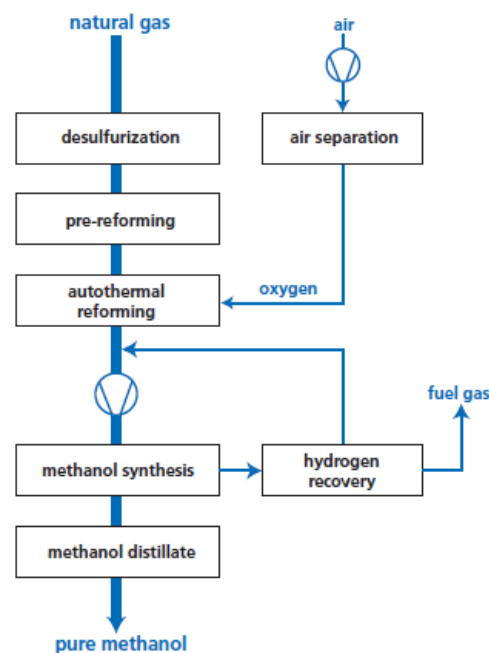 natural gas
air
desulfurization
air separation
pre-reforming
autothermal
reforming
oxygen
fuel gas
methanol synthesis
hydrogen
recovery
methanol distillate
pure methanol